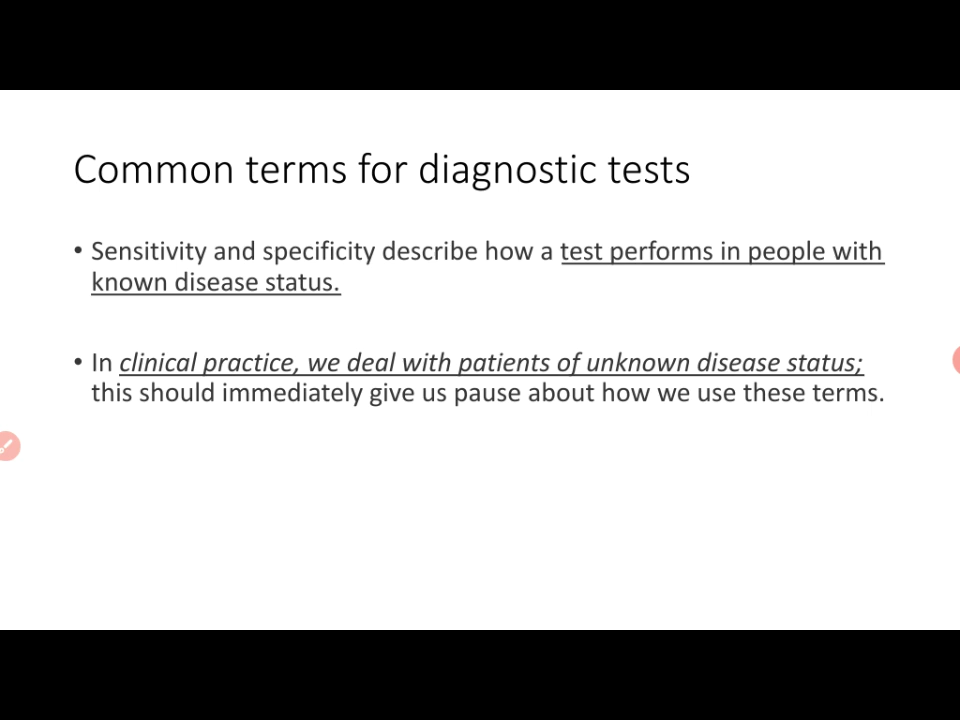 Common terms for diagnostic tests
• Sensitivity and specificity describe how a test performs in people with
known disease status.
• In clinical practice, we deal with patients of unknown disease status;
this should immediately give us pause about how we use these terms.